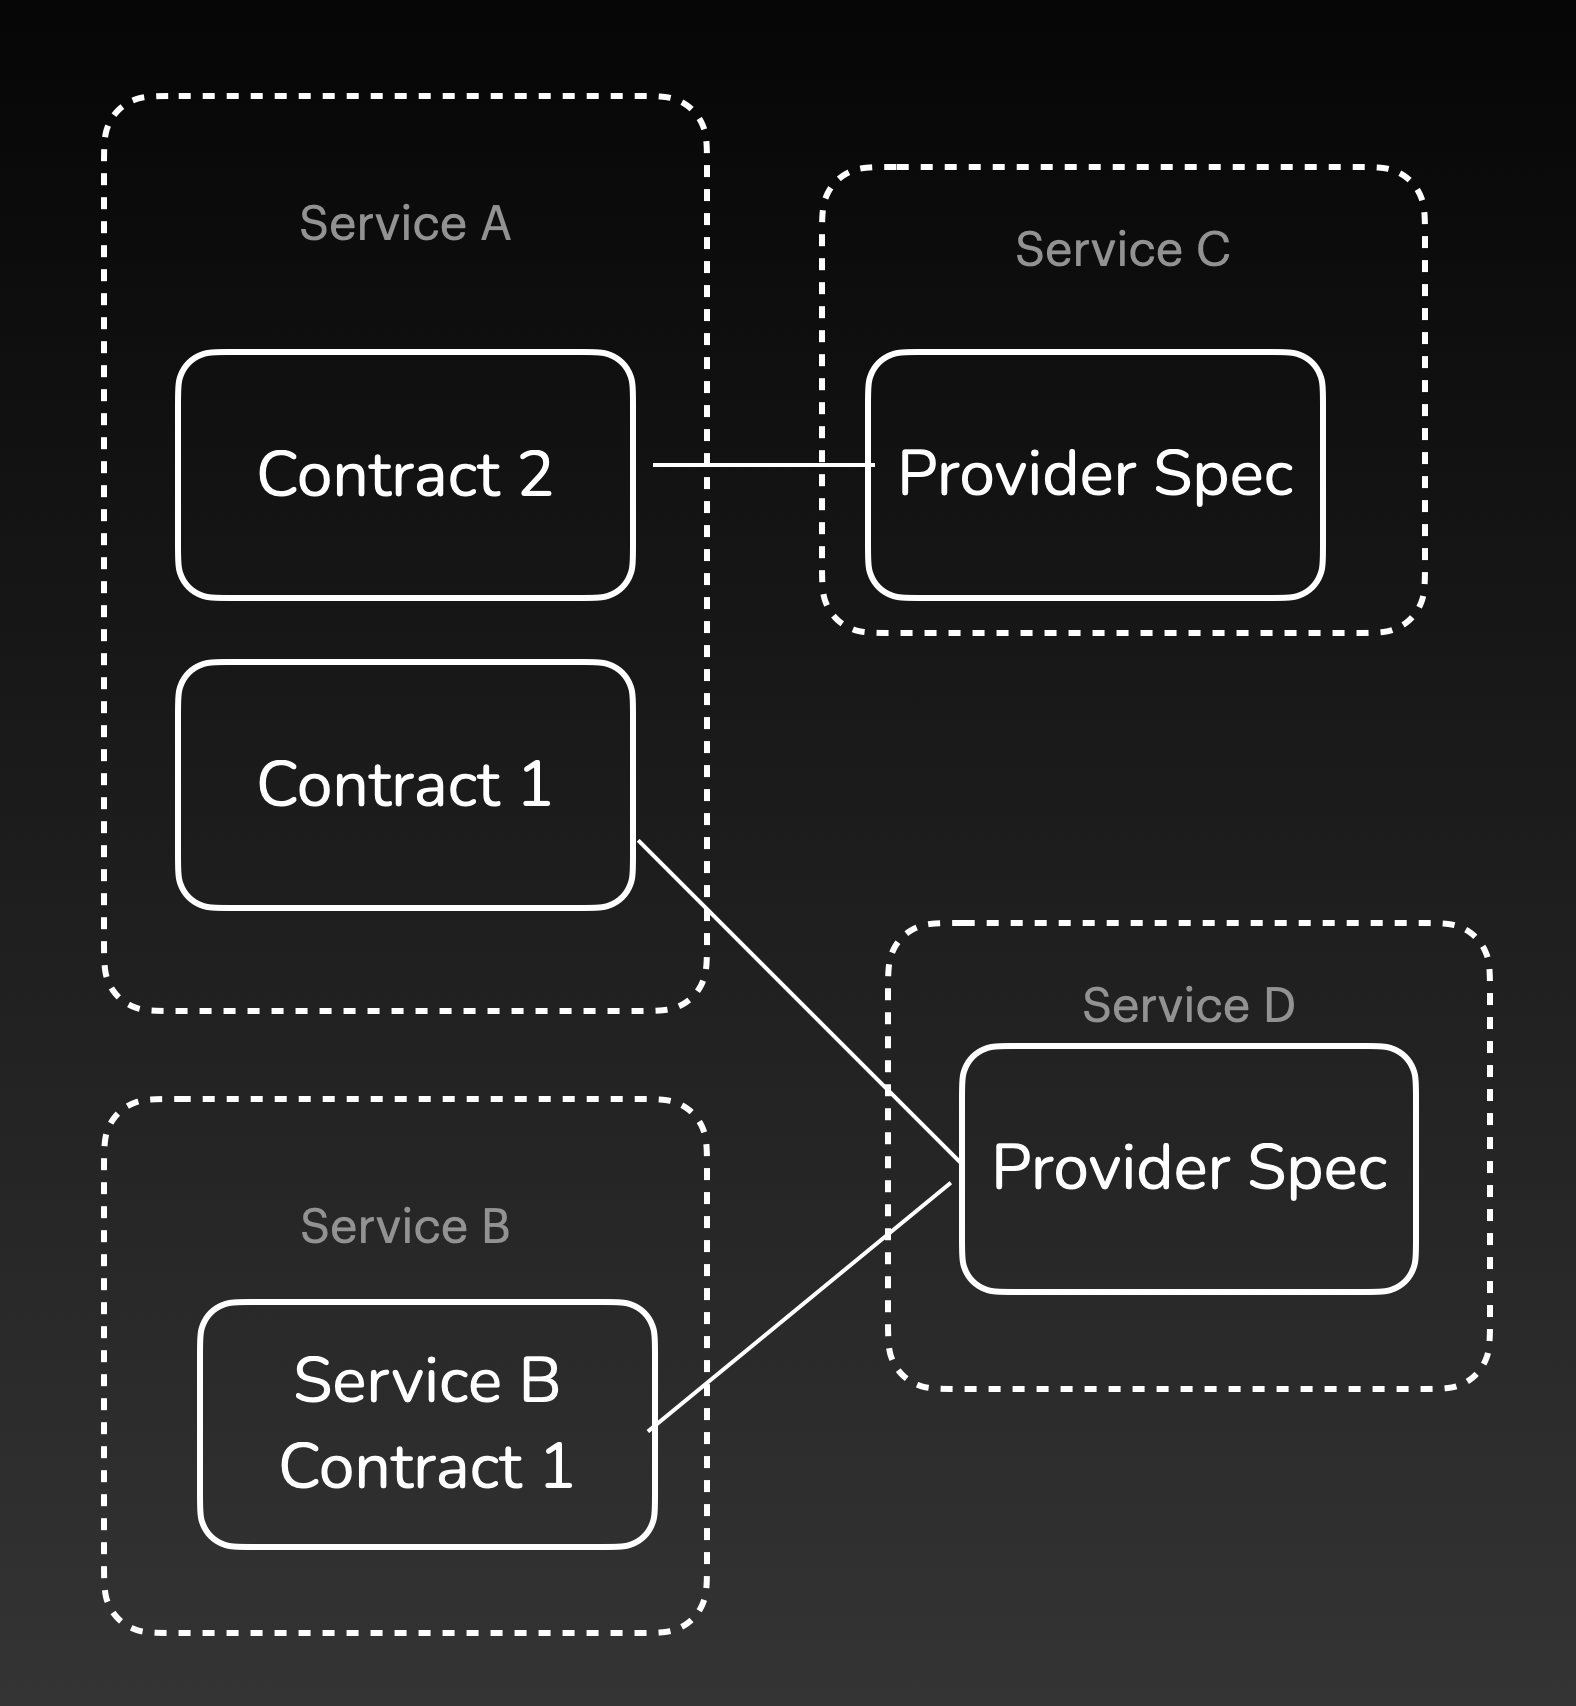 Service A
Contract 2
Contract 1
Service C
Provider Spec
Service B
Service B
Contract 1
Service D
Provider Spec